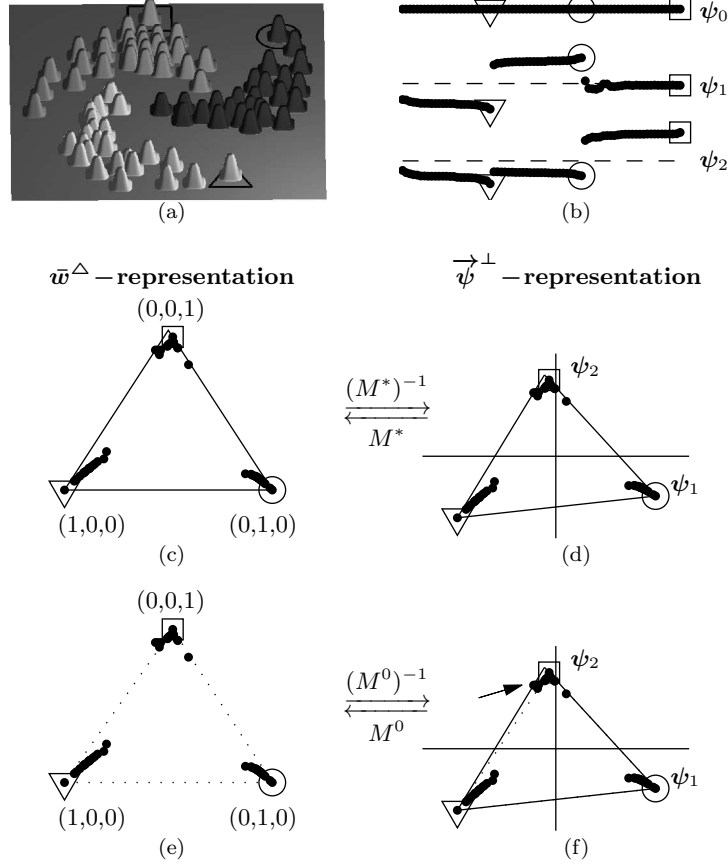 ψ₀
ψ₁
ψ₂
(a)
(b)
w̄^△ – representation
ψ⃗^⊥ – representation
(0,0,1)
(1,0,0)
(0,1,0)
(c)
(M*)⁻¹
M*
ψ₂
ψ₁
(d)
(0,0,1)
(1,0,0)
(0,1,0)
(e)
(M⁰)⁻¹
M⁰
ψ₂
ψ₁
(f)